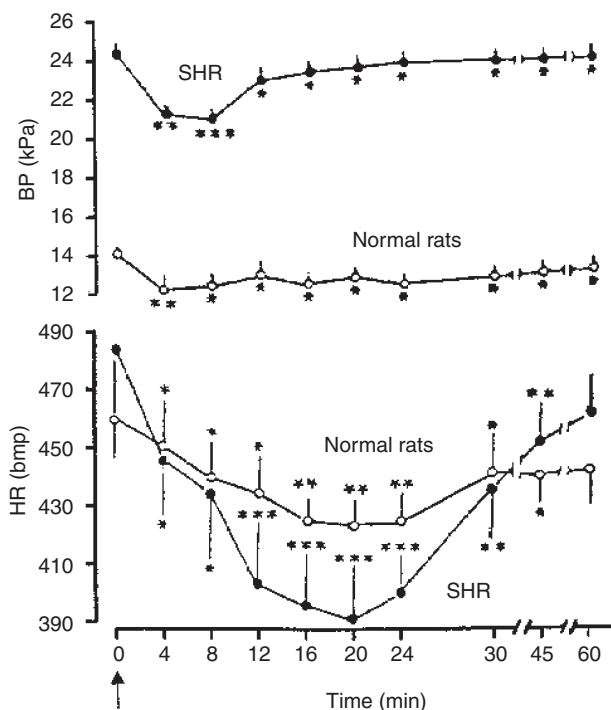 26
24
22
20
18
16
14
12
BP (kPa)
SHR
** *** * * * * * * *
Normal rats
** * * * * * * * *
490
470
450
430
410
390
HR (bmp)
* * * ** ** ** * **
Normal rats
* * *** *** *** *** ** *
SHR
0 4 8 12 16 20 24 30 45 60
Time (min)